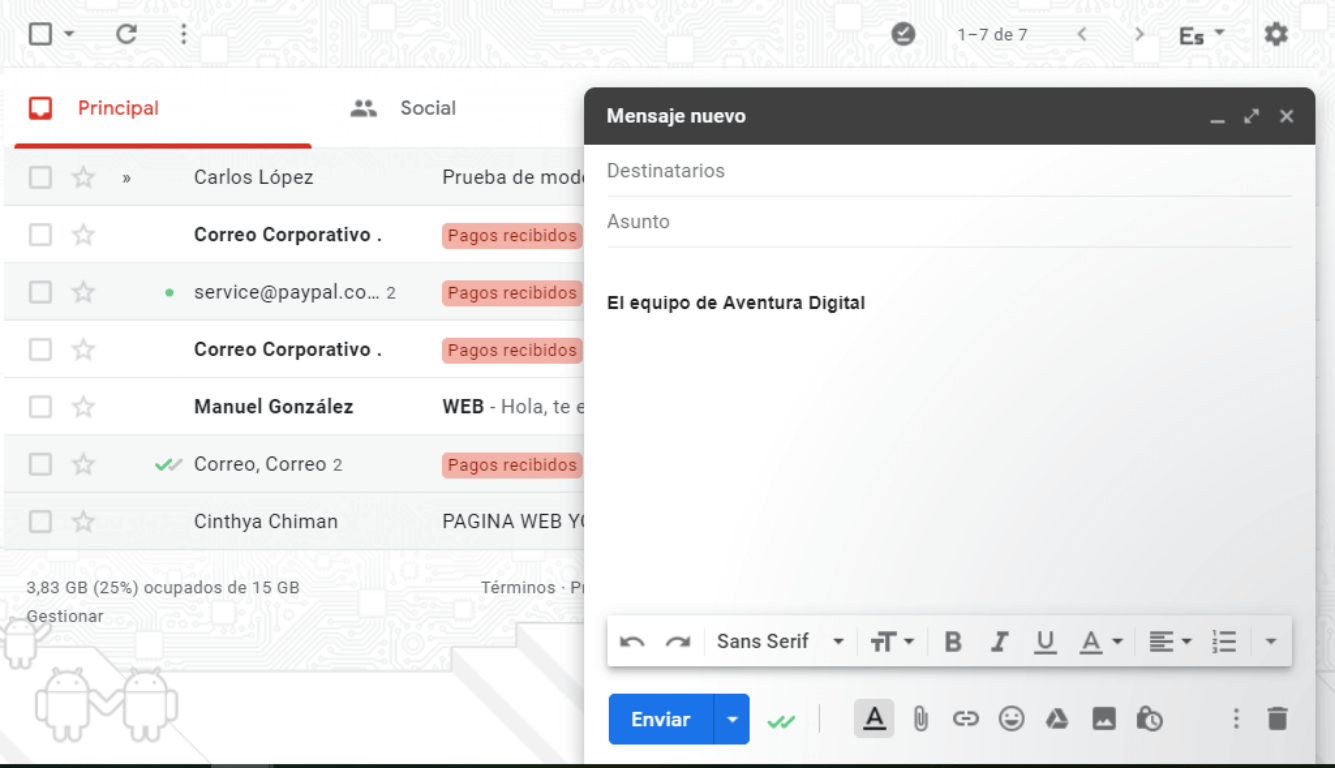 1–7 de 7
Es
Principal
Social
Carlos López
Prueba de mod
Correo Corporativo .
Pagos recibidos
service@paypal.co... 2
Pagos recibidos
Correo Corporativo .
Pagos recibidos
Manuel González
WEB - Hola, te e
Correo, Correo 2
Pagos recibidos
Cinthya Chiman
PAGINA WEB YO
3,83 GB (25%) ocupados de 15 GB
Gestionar
Términos · Pr
Mensaje nuevo
Destinatarios
Asunto
El equipo de Aventura Digital
Sans Serif
Enviar